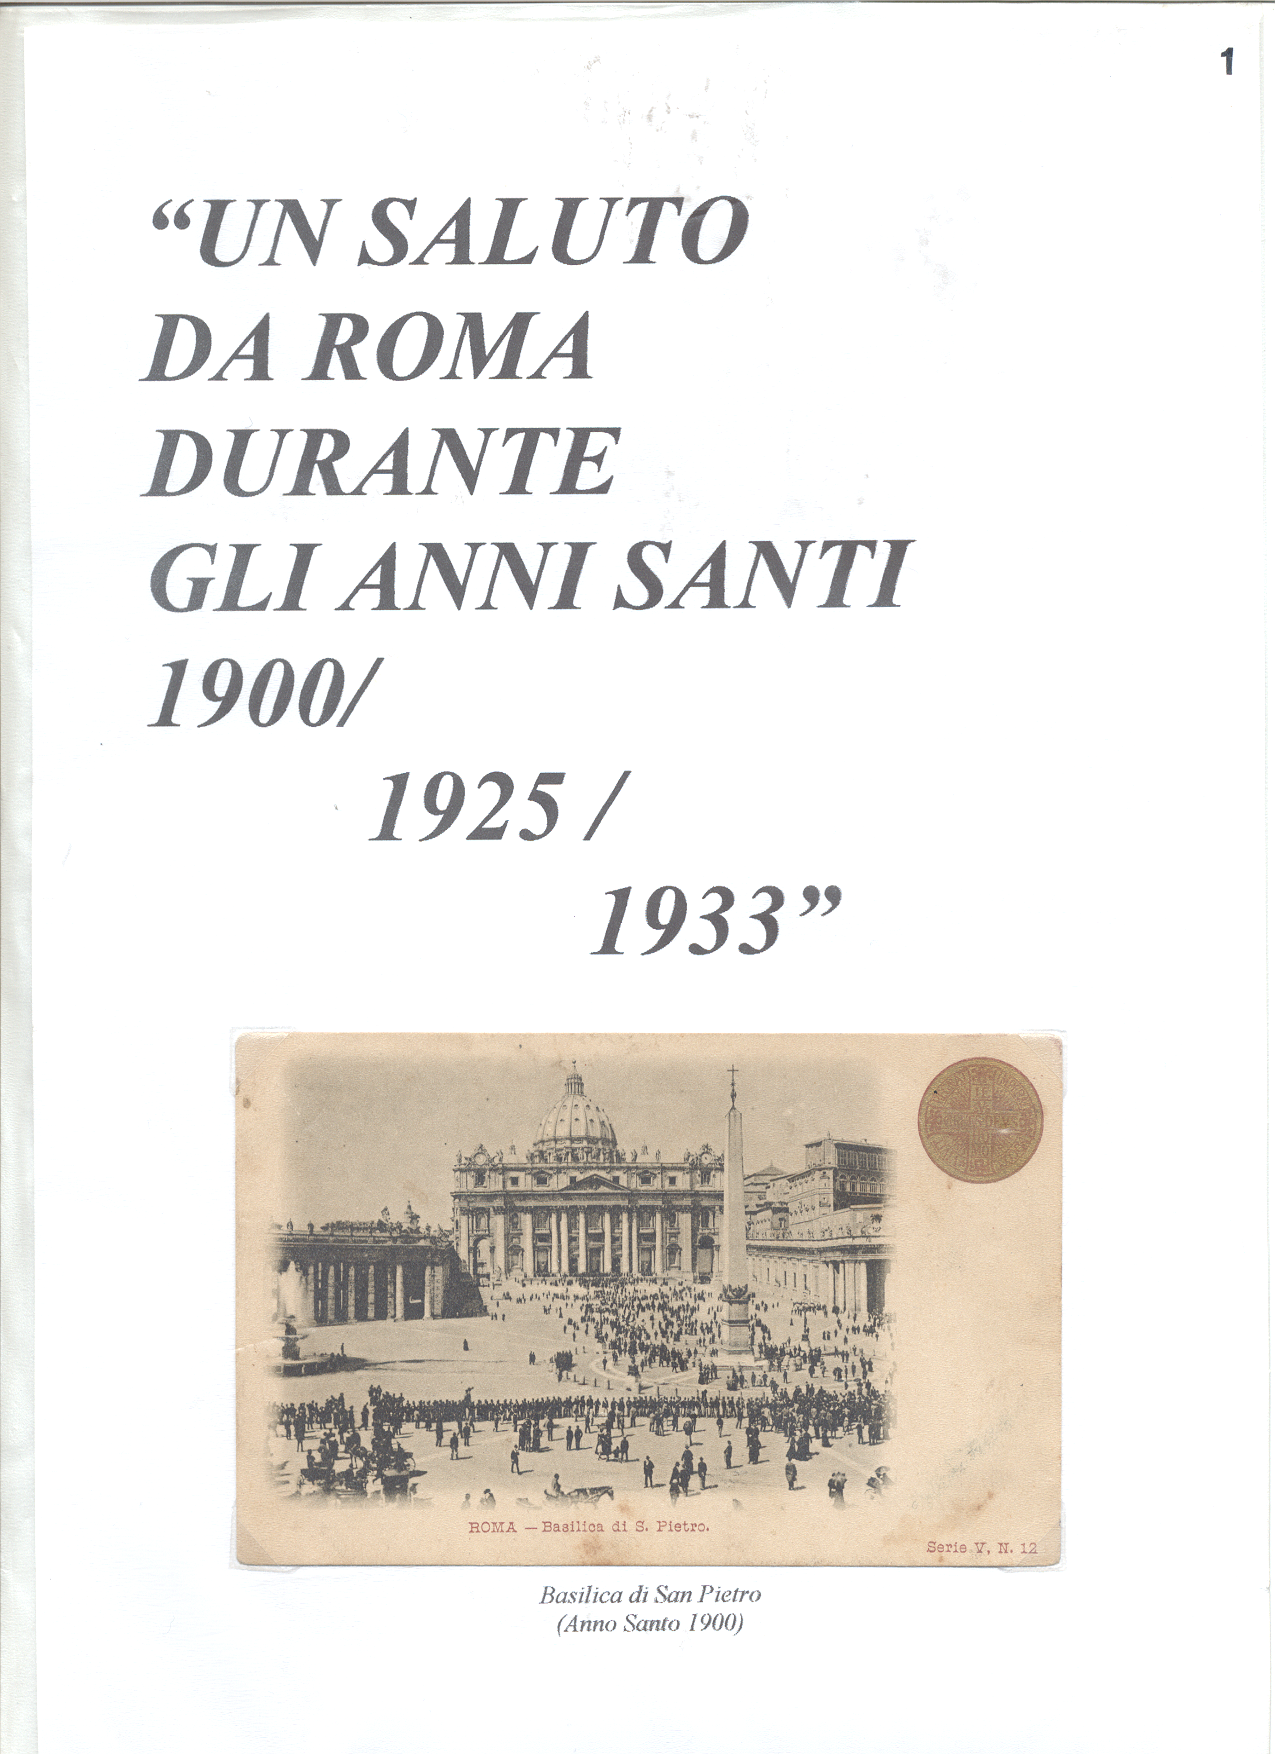 1
“UN SALUTO
DA ROMA
DURANTE
GLI ANNI SANTI
1900/
1925 /
1933”
ROMA — Basilica di S. Pietro.
Serie V, N. 12
Basilica di San Pietro
(Anno Santo 1900)